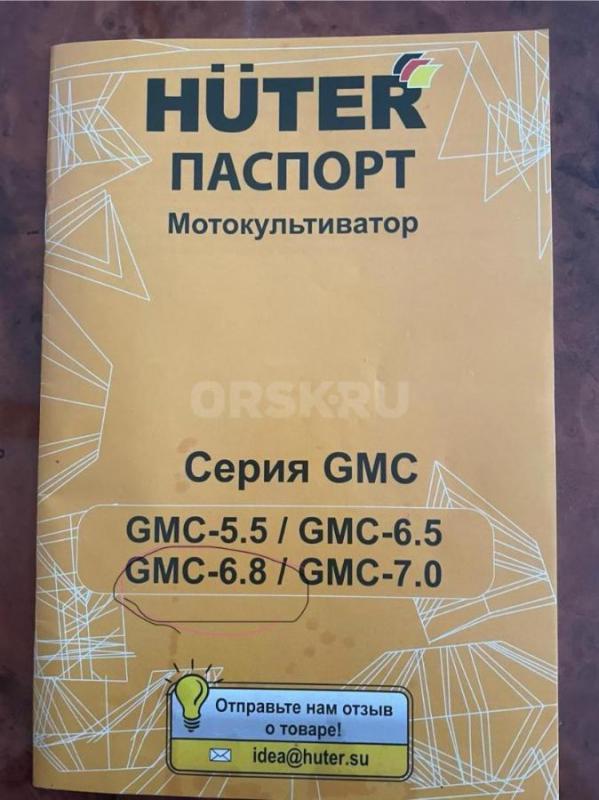 HÜTER
ПАСПОРТ
Мотокультиватор
ORSK.RU
Серия GMC
GMC-5.5 / GMC-6.5
GMC-6.8 / GMC-7.0
Отправьте нам отзыв
о товаре!
idea@huter.su